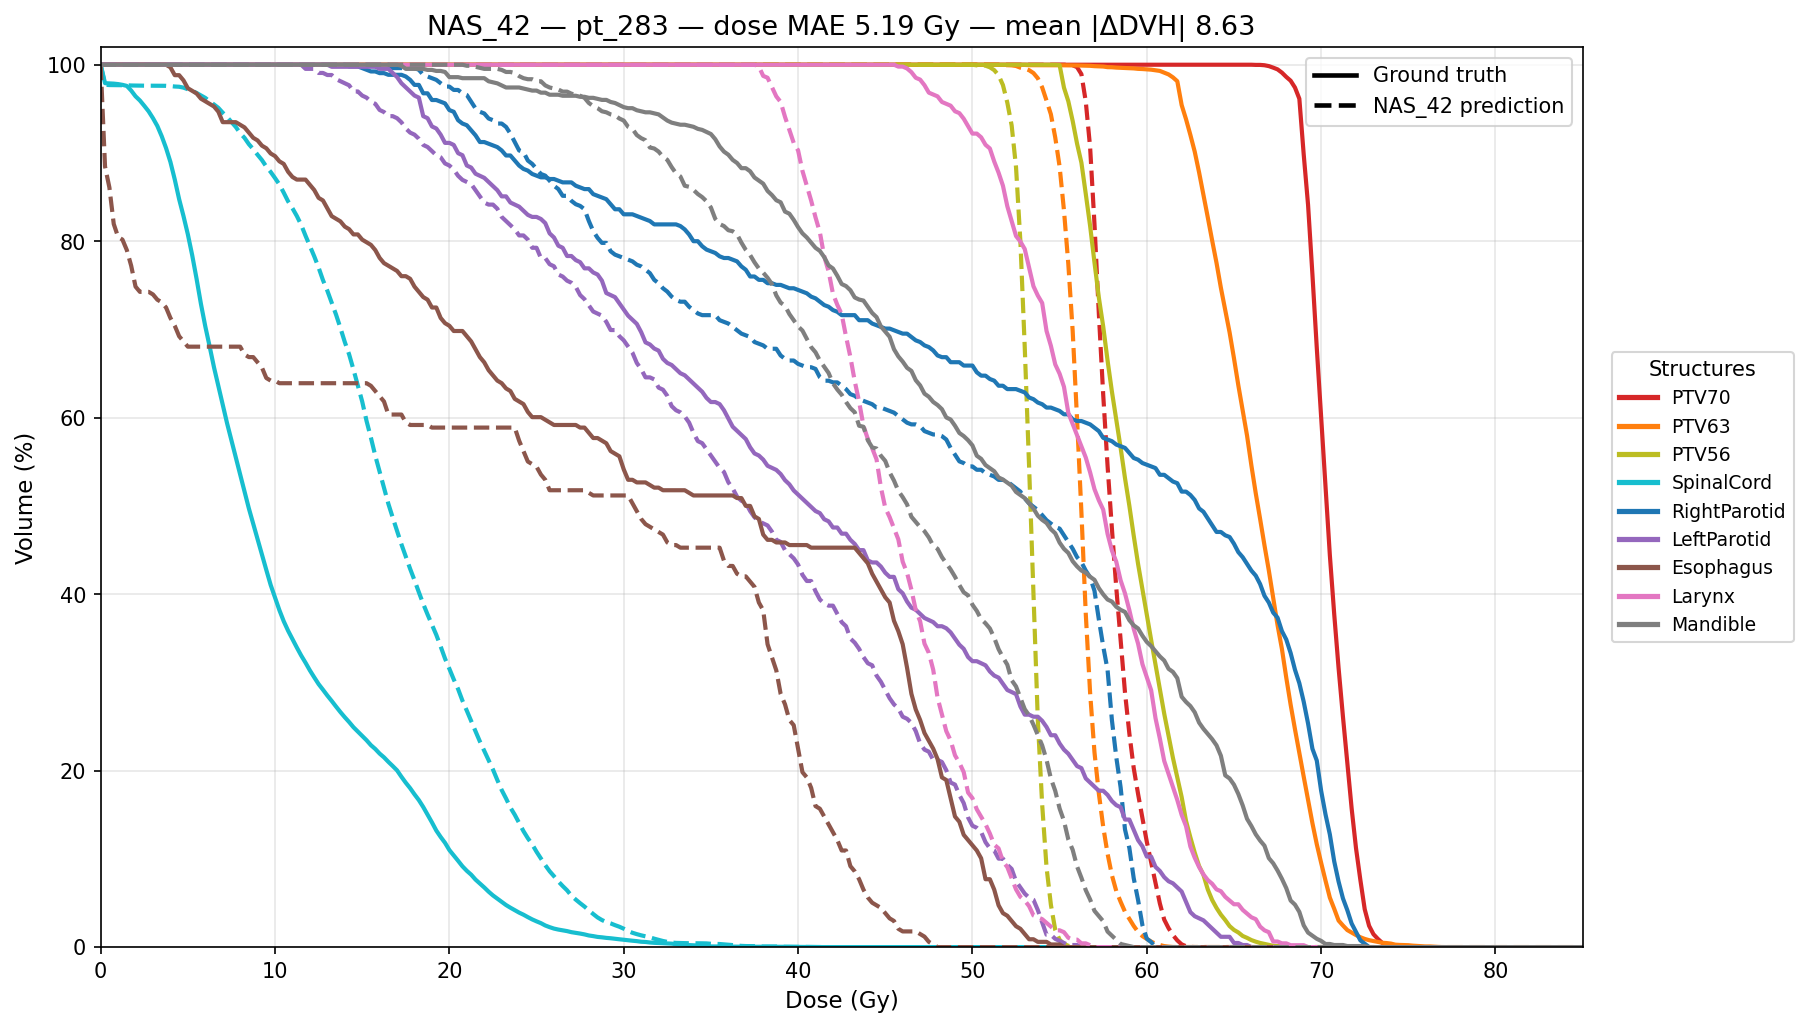 NAS_42 — pt_283 — dose MAE 5.19 Gy — mean |ΔDVH| 8.63
Ground truth
NAS_42 prediction
Structures
PTV70
PTV63
PTV56
SpinalCord
RightParotid
LeftParotid
Esophagus
Larynx
Mandible
Volume (%)
100
80
60
40
20
0
0 10 20 30 40 50 60 70 80
Dose (Gy)